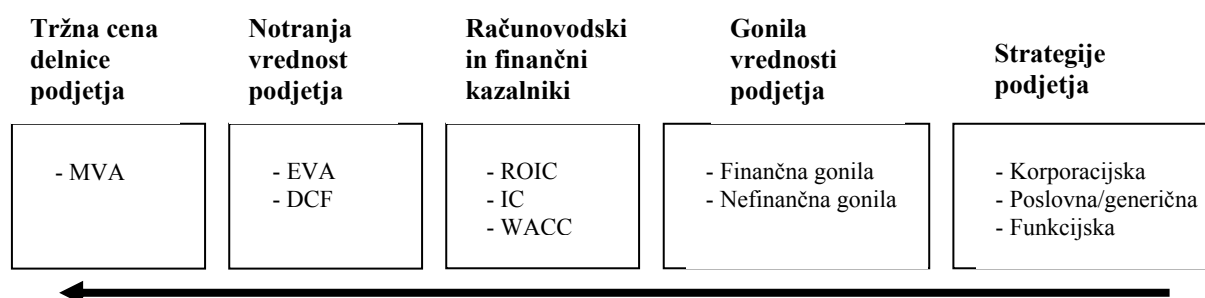 Tržna cena
delnice
podjetja
Notranja
vrednost
podjetja
Računovodski
in finančni
kazalniki
Gonila
vrednosti
podjetja
Strategije
podjetja
- MVA
- EVA
- DCF
- ROIC
- IC
- WACC
- Finančna gonila
- Nefinančna gonila
- Korporacijska
- Poslovna/generična
- Funkcijska